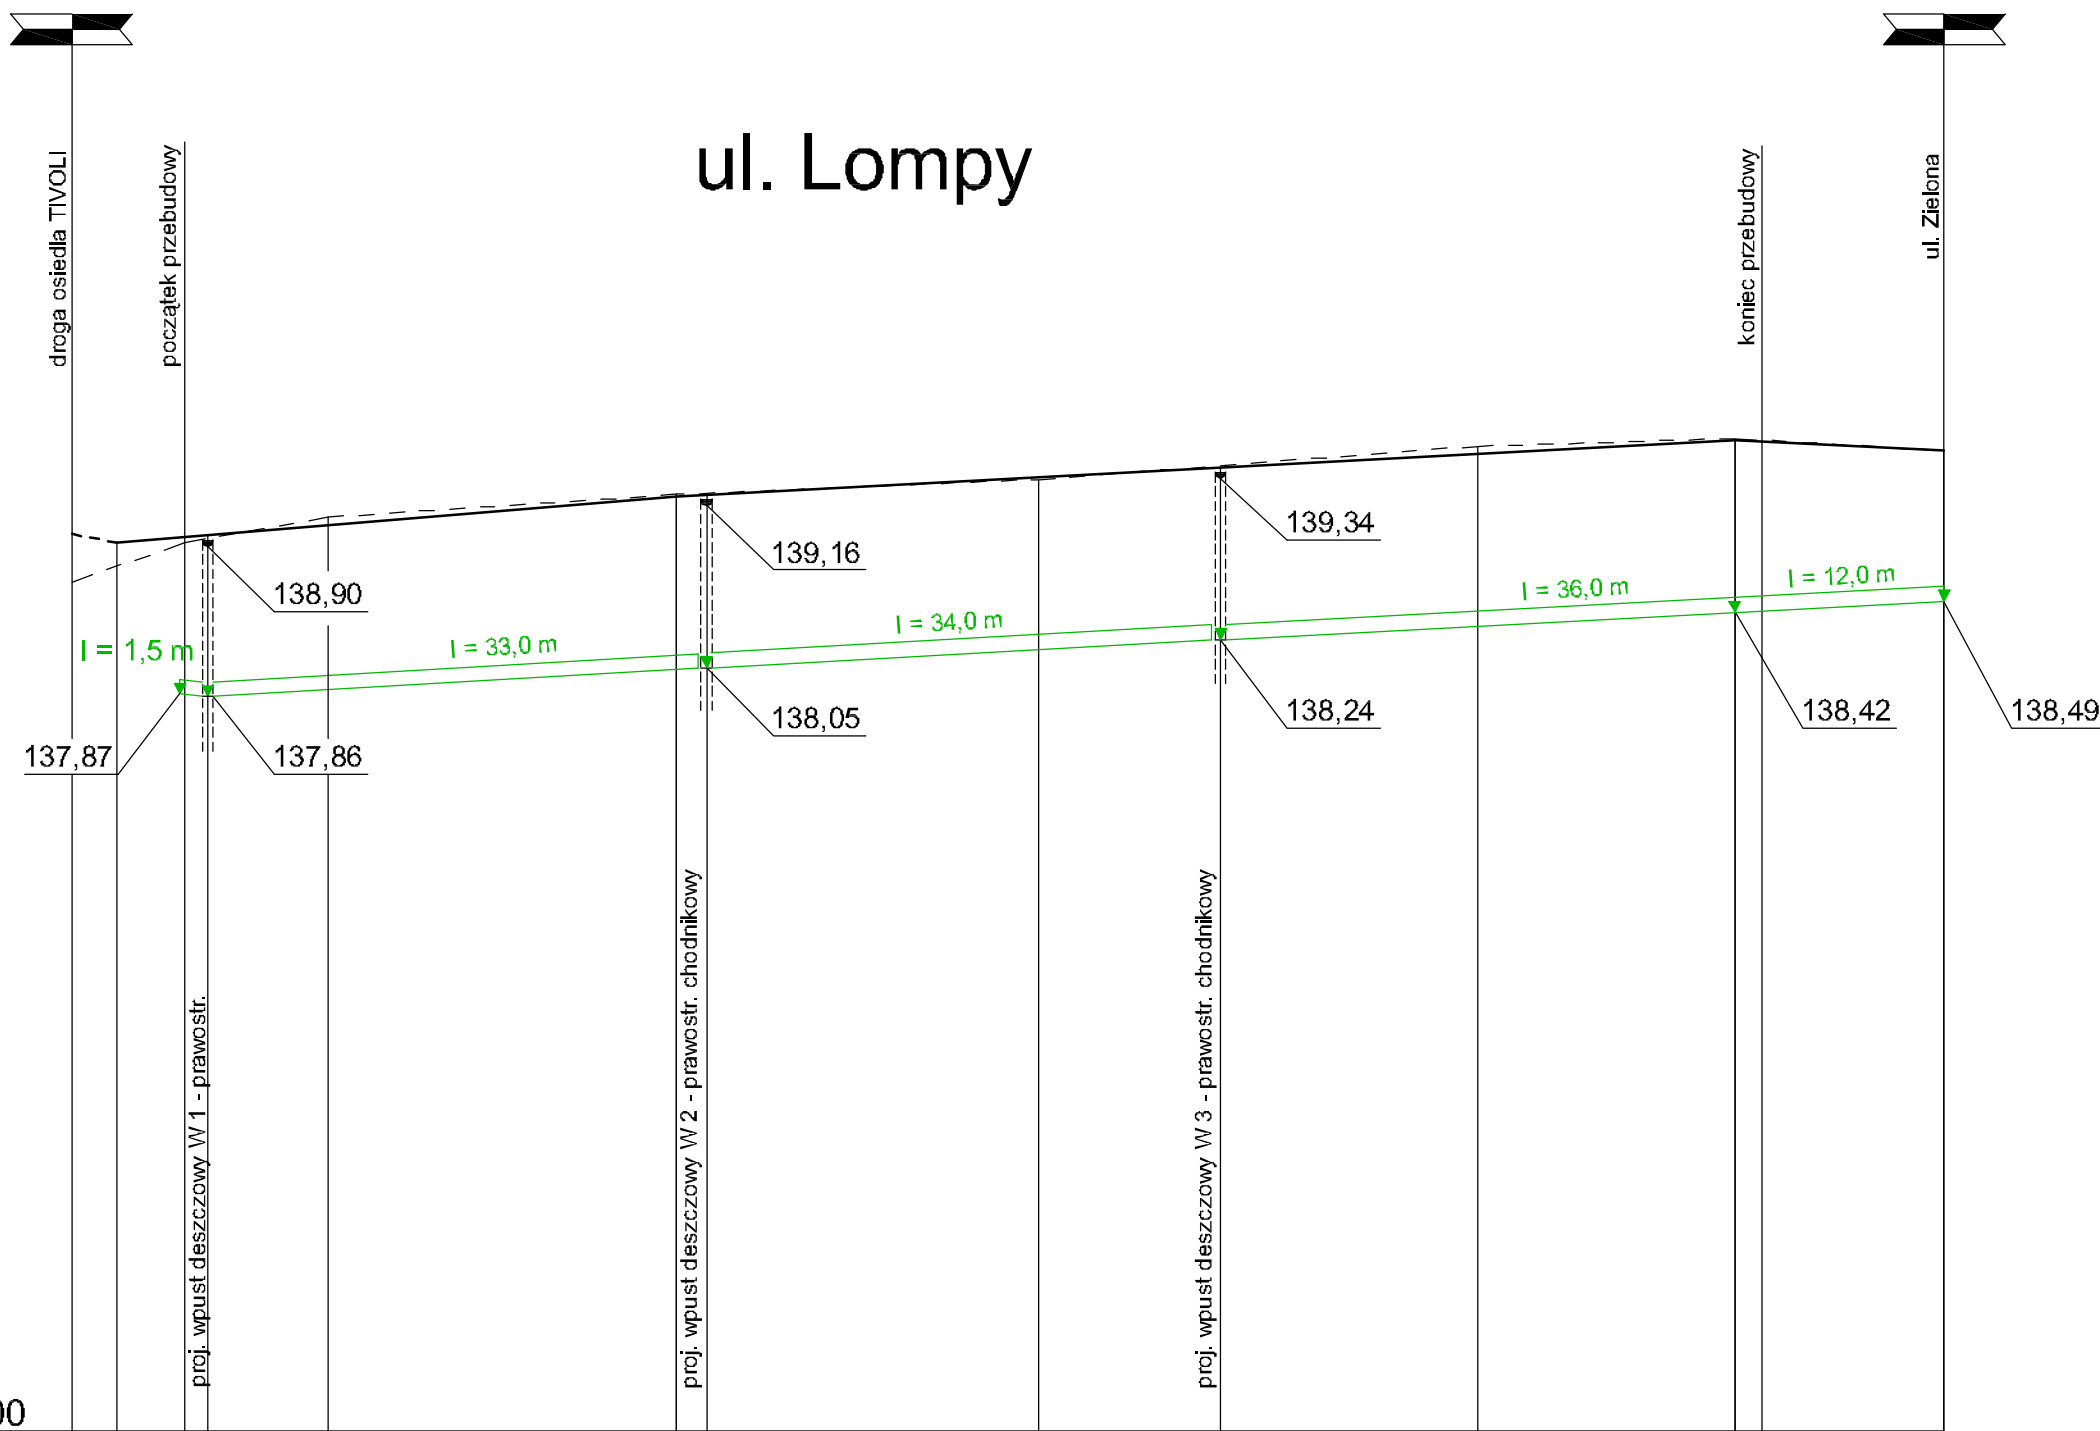 ul. Lompy
droga osiedla TIVOLI
początek przebudowy
koniec przebudowy
ul. Zielona
138,90
139,16
139,34
l = 1,5 m
l = 33,0 m
l = 34,0 m
l = 36,0 m
l = 12,0 m
137,87
137,86
138,05
138,24
138,42
138,49
proj. wpust deszczowy W 1 - prawostr.
proj. wpust deszczowy W 2 - prawostr. chodnikowy
proj. wpust deszczowy W 3 - prawostr. chodnikowy
00